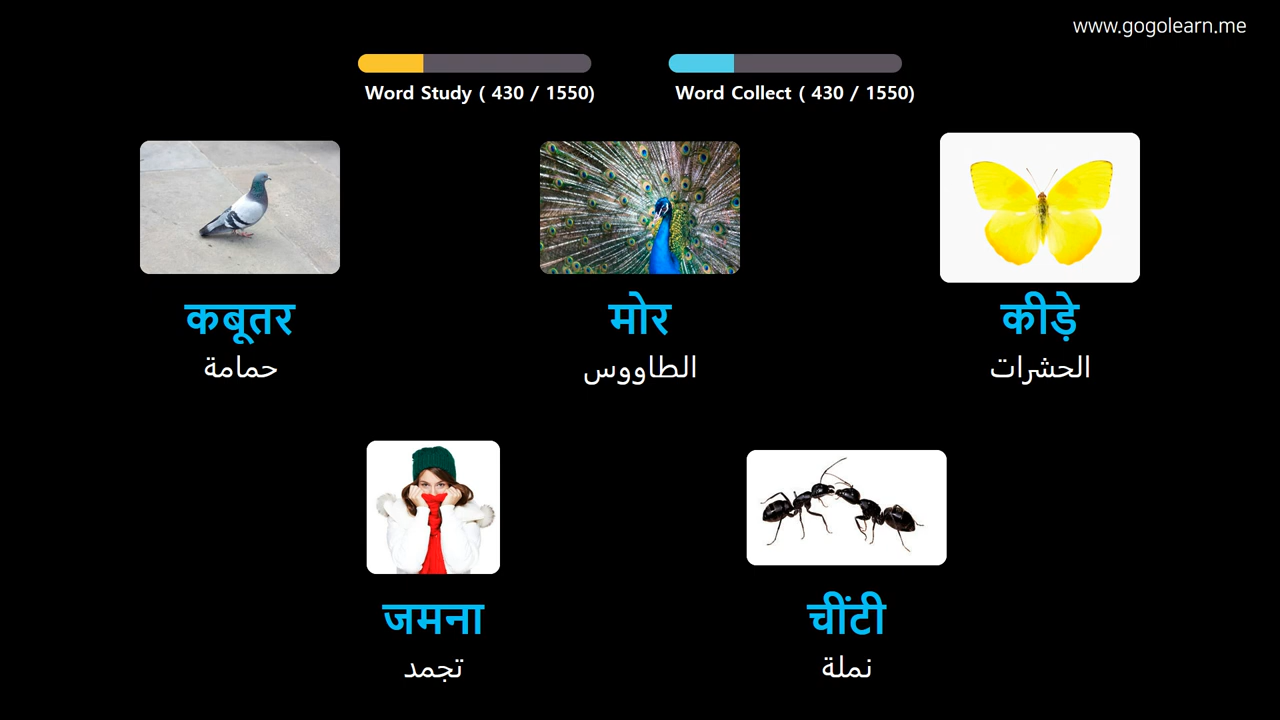 www.gogolearn.me
Word Study ( 430 / 1550)
Word Collect ( 430 / 1550)
कबूतर
حمامة
मोर
الطاووس
कीड़े
الحشرات
जमना
تجمد
चींटी
نملة